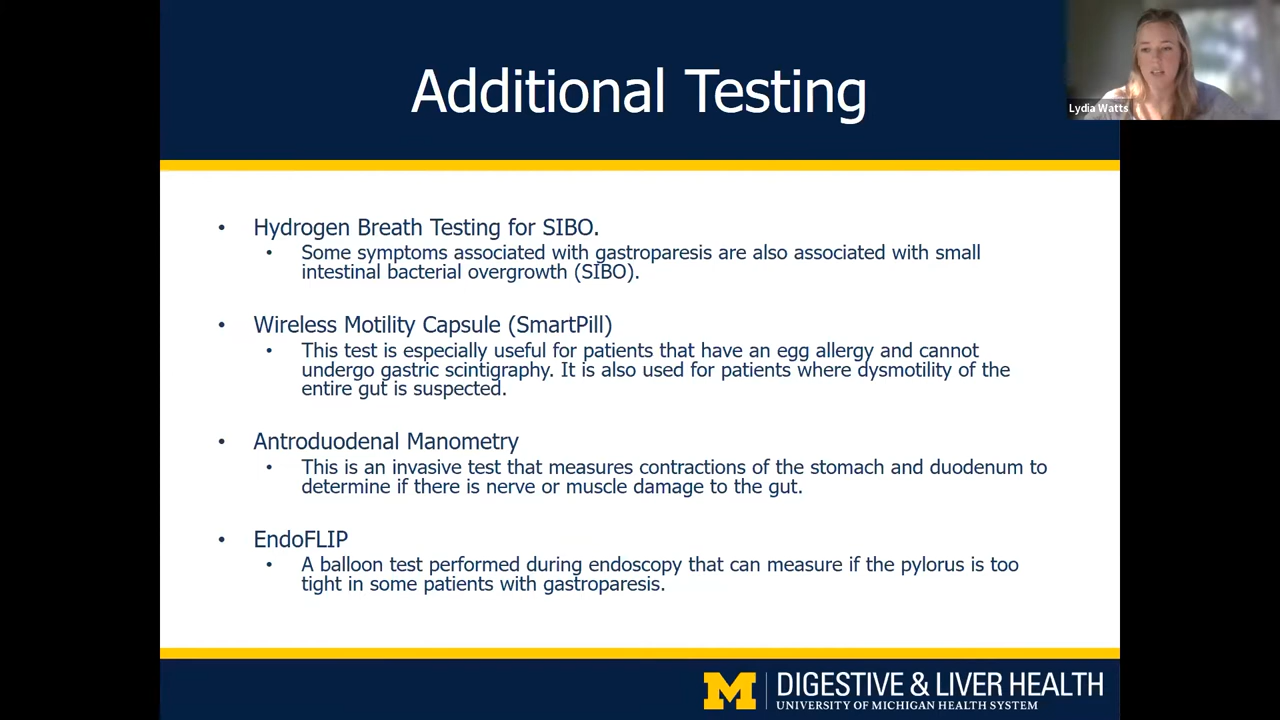 Additional Testing
Lydia Watts
• Hydrogen Breath Testing for SIBO.
• Some symptoms associated with gastroparesis are also associated with small
intestinal bacterial overgrowth (SIBO).
• Wireless Motility Capsule (SmartPill)
• This test is especially useful for patients that have an egg allergy and cannot
undergo gastric scintigraphy. It is also used for patients where dysmotility of the
entire gut is suspected.
• Antroduodenal Manometry
• This is an invasive test that measures contractions of the stomach and duodenum to
determine if there is nerve or muscle damage to the gut.
• EndoFLIP
• A balloon test performed during endoscopy that can measure if the pylorus is too
tight in some patients with gastroparesis.
M
DIGESTIVE & LIVER HEALTH
UNIVERSITY OF MICHIGAN HEALTH SYSTEM